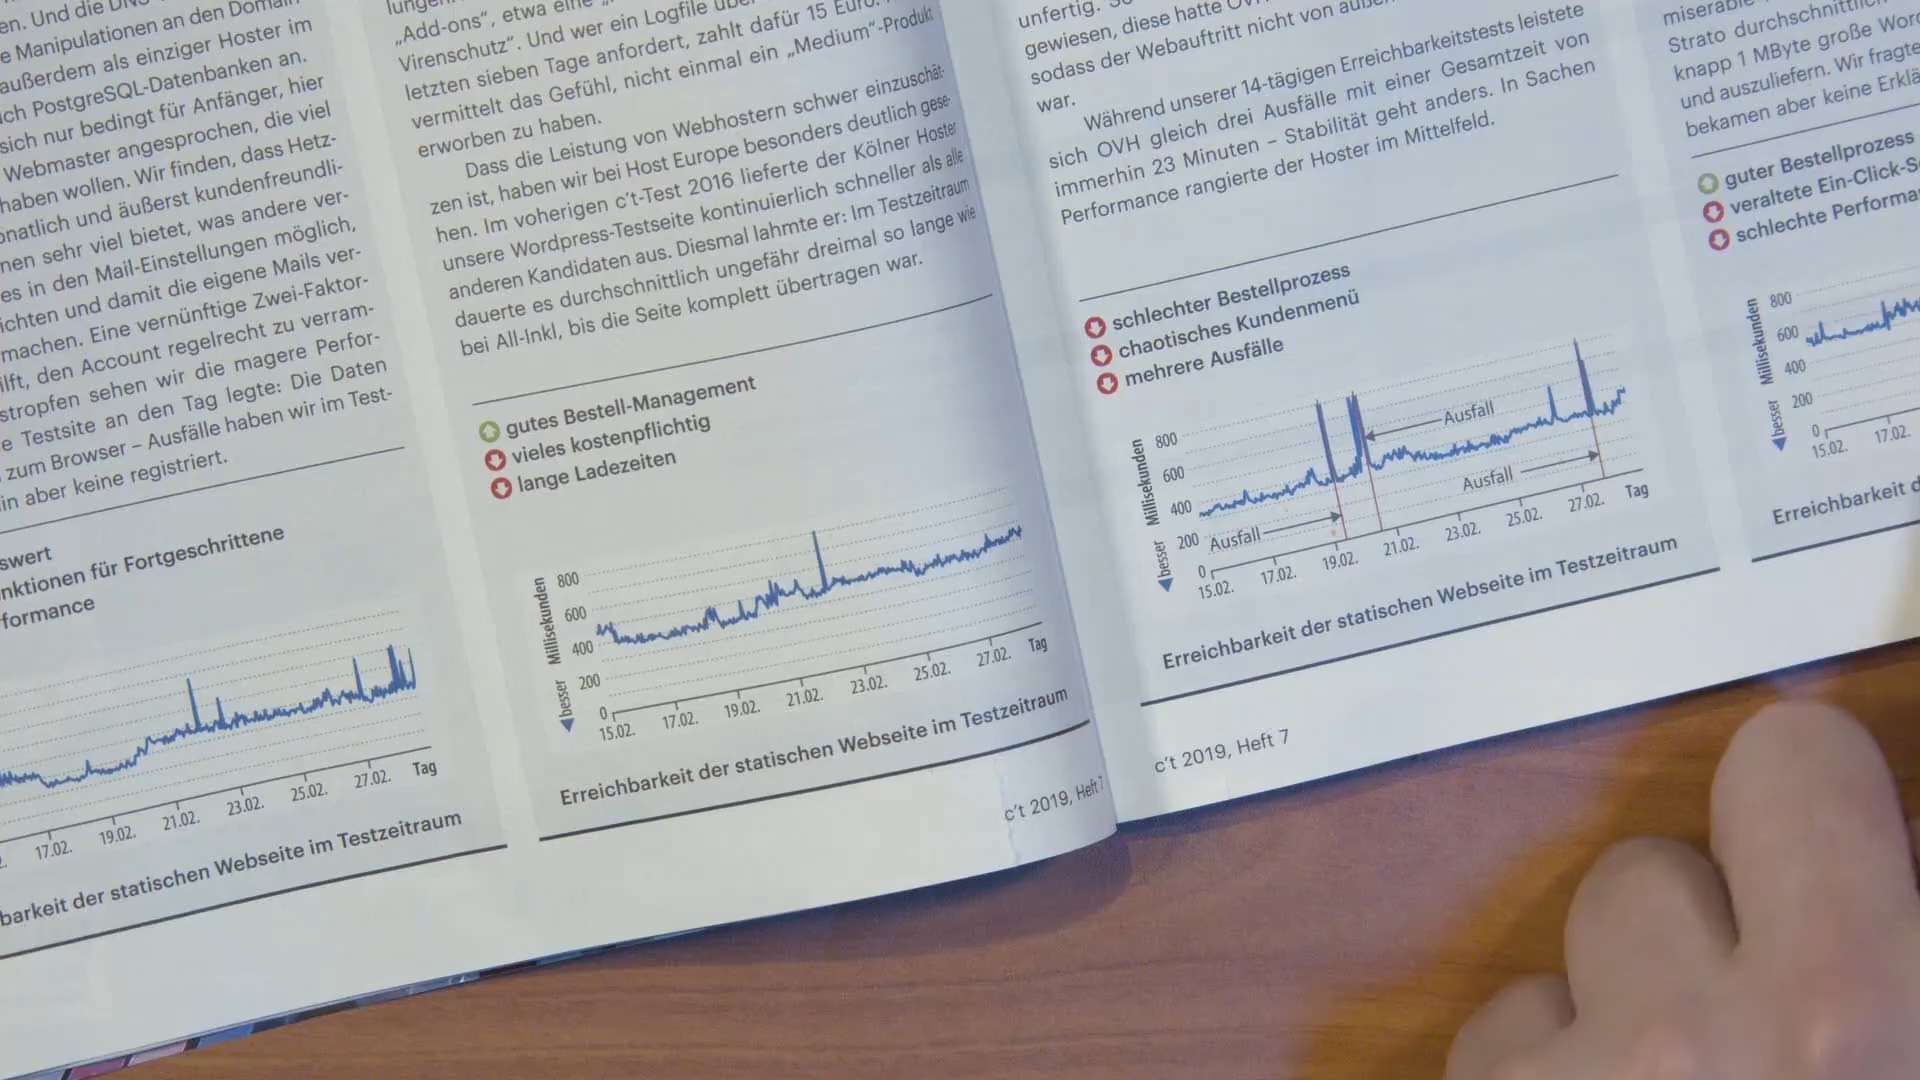 en. Und die DNS
e Manipulationen an den Domain
außerdem als einziger Hoster im
ch PostgreSQL-Datenbanken an.
sich nur bedingt für Anfänger, hier
Webmaster angesprochen, die viel
haben wollen. Wir finden, dass Hetz-
onatlich und äußerst kundenfreundli-
nen sehr viel bietet, was andere ver-
es in den Mail-Einstellungen möglich,
ichten und damit die eigene Mails ver-
machen. Eine vernünftige Zwei-Faktor-
ilft, den Account regelrecht zu verram-
stropfen sehen wir die magere Perfor-
e Testsite an den Tag legte: Die Daten
zum Browser – Ausfälle haben wir im Test-
in aber keine registriert.
swert
nktionen für Fortgeschrittene
formance
17.02.
19.02.
21.02.
23.02.
25.02.
27.02.
Tag
barkeit der statischen Webseite im Testzeitraum
„Add-ons“, etwa eine
Virenschutz“. Und wer ein Logfile über
letzten sieben Tage anfordert, zahlt dafür 15 Euro.
vermittelt das Gefühl, nicht einmal ein „Medium“-Produkt
erworben zu haben.
Dass die Leistung von Webhostern schwer einzuschät-
zen ist, haben wir bei Host Europe besonders deutlich gese-
hen. Im voherigen c’t-Test 2016 lieferte der Kölner Hoster
unsere Wordpress-Testseite kontinuierlich schneller als alle
anderen Kandidaten aus. Diesmal lahmte er: Im Testzeitraum
dauerte es durchschnittlich ungefähr dreimal so lange wie
bei All-Inkl, bis die Seite komplett übertragen war.
gutes Bestell-Management
vieles kostenpflichtig
lange Ladezeiten
Millisekunden
besser
800
600
400
200
0
15.02.
17.02.
19.02.
21.02.
23.02.
25.02.
27.02.
Tag
Erreichbarkeit der statischen Webseite im Testzeitraum
c’t 2019, Heft 7
unfertig.
gewiesen, diese hatte OVH
sodass der Webauftritt nicht von außen
war.
Während unserer 14-tägigen Erreichbarkeitstests leistete
sich OVH gleich drei Ausfälle mit einer Gesamtzeit von
immerhin 23 Minuten – Stabilität geht anders. In Sachen
Performance rangierte der Hoster im Mittelfeld.
schlechter Bestellprozess
chaotisches Kundenmenü
mehrere Ausfälle
Millisekunden
besser
800
600
400
200
0
Ausfall
Ausfall
Ausfall
15.02.
17.02.
19.02.
21.02.
23.02.
25.02.
27.02.
Tag
Erreichbarkeit der statischen Webseite im Testzeitraum
c’t 2019, Heft 7
miserable
Strato durchschnittlich
knapp 1 MByte große Word
und auszuliefern. Wir fragte
bekamen aber keine Erklä
guter Bestellprozess
veraltete Ein-Click-S
schlechte Performa
Millisekunden
besser
800
600
400
200
0
15.02.
17.02.
Erreichbarkeit d